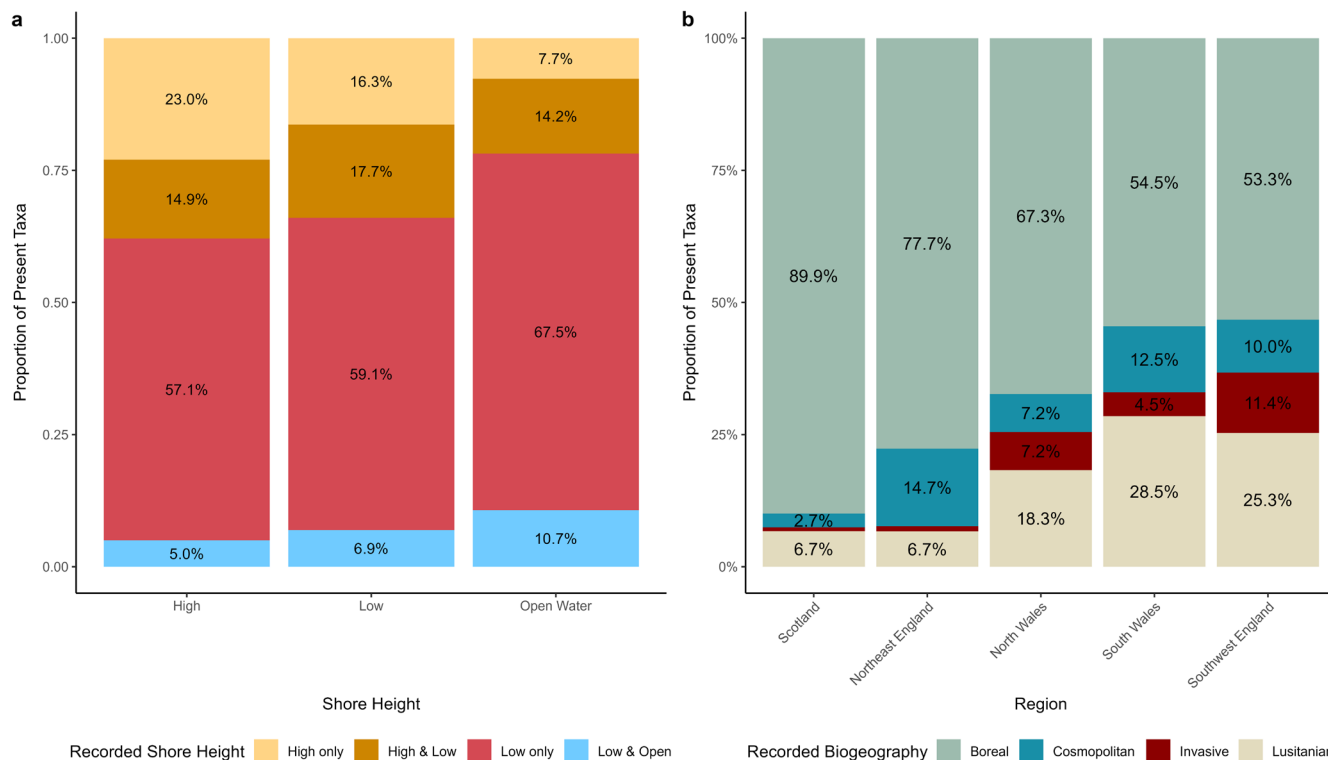 a
1.00
0.75
0.50
0.25
0.00
Proportion of Present Taxa
23.0%
14.9%
57.1%
5.0%
16.3%
17.7%
59.1%
6.9%
7.7%
14.2%
67.5%
10.7%
High
Low
Open Water
Shore Height
Recorded Shore Height
High only
High & Low
Low only
Low & Open
b
100%
75%
50%
25%
0%
Proportion of Present Taxa
89.9%
2.7%
6.7%
77.7%
14.7%
6.7%
67.3%
7.2%
7.2%
18.3%
54.5%
12.5%
4.5%
28.5%
53.3%
10.0%
11.4%
25.3%
Scotland
Northeast England
North Wales
South Wales
Southwest England
Region
Recorded Biogeography
Boreal
Cosmopolitan
Invasive
Lusitanian